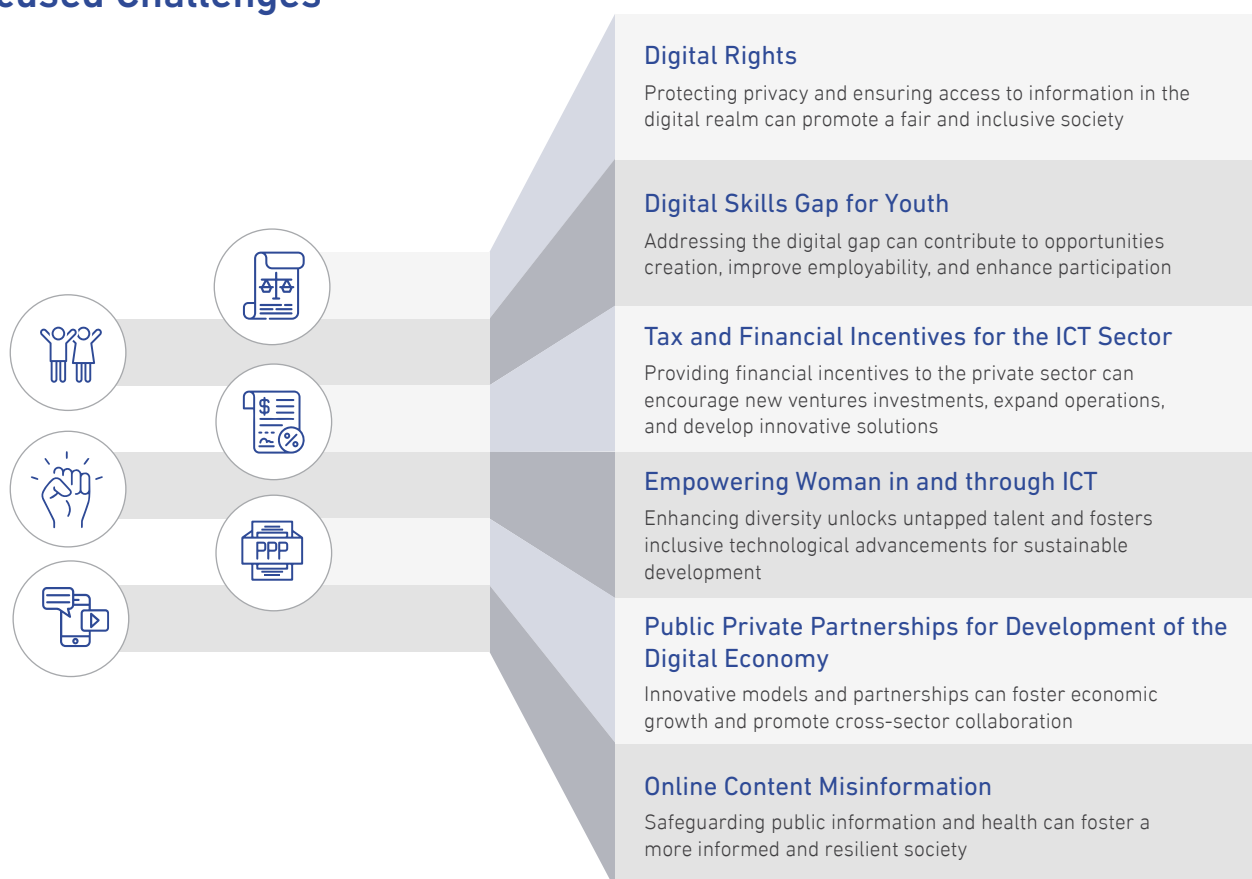 Challenges
Digital Rights
Protecting privacy and ensuring access to information in the
digital realm can promote a fair and inclusive society
Digital Skills Gap for Youth
Addressing the digital gap can contribute to opportunities
creation, improve employability, and enhance participation
Tax and Financial Incentives for the ICT Sector
Providing financial incentives to the private sector can
encourage new ventures investments, expand operations,
and develop innovative solutions
Empowering Woman in and through ICT
Enhancing diversity unlocks untapped talent and fosters
inclusive technological advancements for sustainable
development
PPP
Public Private Partnerships for Development of the
Digital Economy
Innovative models and partnerships can foster economic
growth and promote cross-sector collaboration
Online Content Misinformation
Safeguarding public information and health can foster a
more informed and resilient society